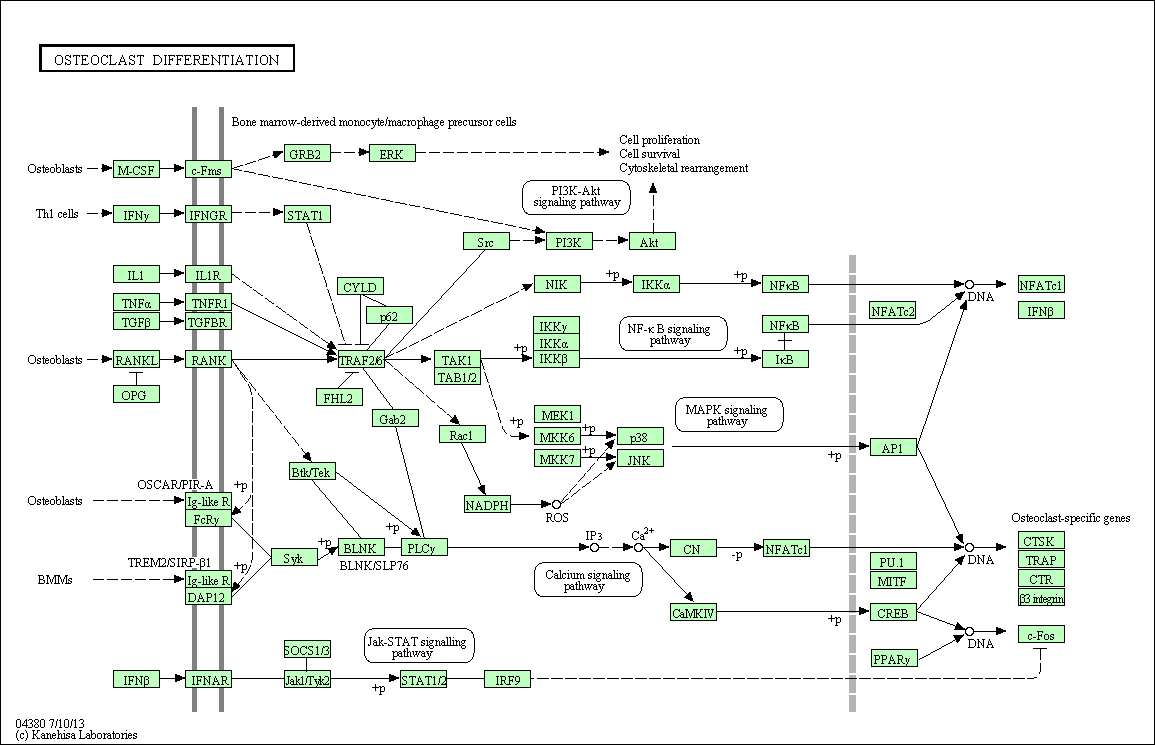 OSTEOCLAST DIFFERENTIATION
Bone marrow-derived monocyte/macrophage precursor cells
Osteoblasts
M-CSF
c-Fms
GRB2
ERK
Cell proliferation
Cell survival
Cytoskeletal rearrangement
PI3K-Akt
signaling pathway
Th1 cells
IFNγ
IFNGR
STAT1
Src
PI3K
Akt
IL1
IL1R
CYLD
NIK
+p
IKKα
+p
NFκB
DNA
NFATc1
TNFα
TNFR1
p62
NFATc2
IFNβ
TGFβ
TGFBR
IKKγ
NF-κ B signaling
pathway
NFκB
IKKα
Osteoblasts
RANKL
RANK
TRAF2/6
TAK1
+p
IKKβ
+p
IκB
TAB1/2
OPG
FHL2
Gab2
MEK1
MAPK signaling
pathway
+p
Rac1
MKK6
+p
p38
AP1
+p
MKK7
+p
JNK
Btk/Tek
OSCAR/PIR-A
+p
Osteoblasts
Ig-like R
FcRγ
NADPH
ROS
Osteoclast-specific genes
+p
+p
IP3
Ca2+
Syk
BLNK
PLCγ
CN
-p
NFATc1
DNA
CTSK
BLNK/SLP76
TREM2/SIRP-β1
+p
PU.1
TRAP
BMMs
Ig-like R
Calcium signaling
pathway
MITF
CTR
DAP12
β3 integrin
CaMKIV
+p
CREB
DNA
c-Fos
SOCS1/3
Jak-STAT signalling
pathway
PPARγ
IFNβ
IFNAR
Jak1/Tyk2
+p
STAT1/2
IRF9
04380 7/10/13
(c) Kanehisa Laboratories